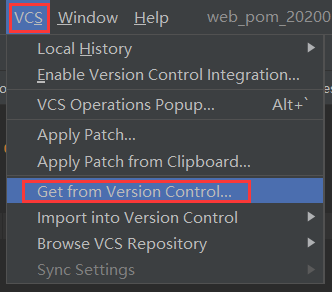 VCS Window Help web_pom_20200
Local History
Enable Version Control Integration...
VCS Operations Popup... Alt+`
Apply Patch...
Apply Patch from Clipboard...
Get from Version Control...
Import into Version Control
Browse VCS Repository
Sync Settings